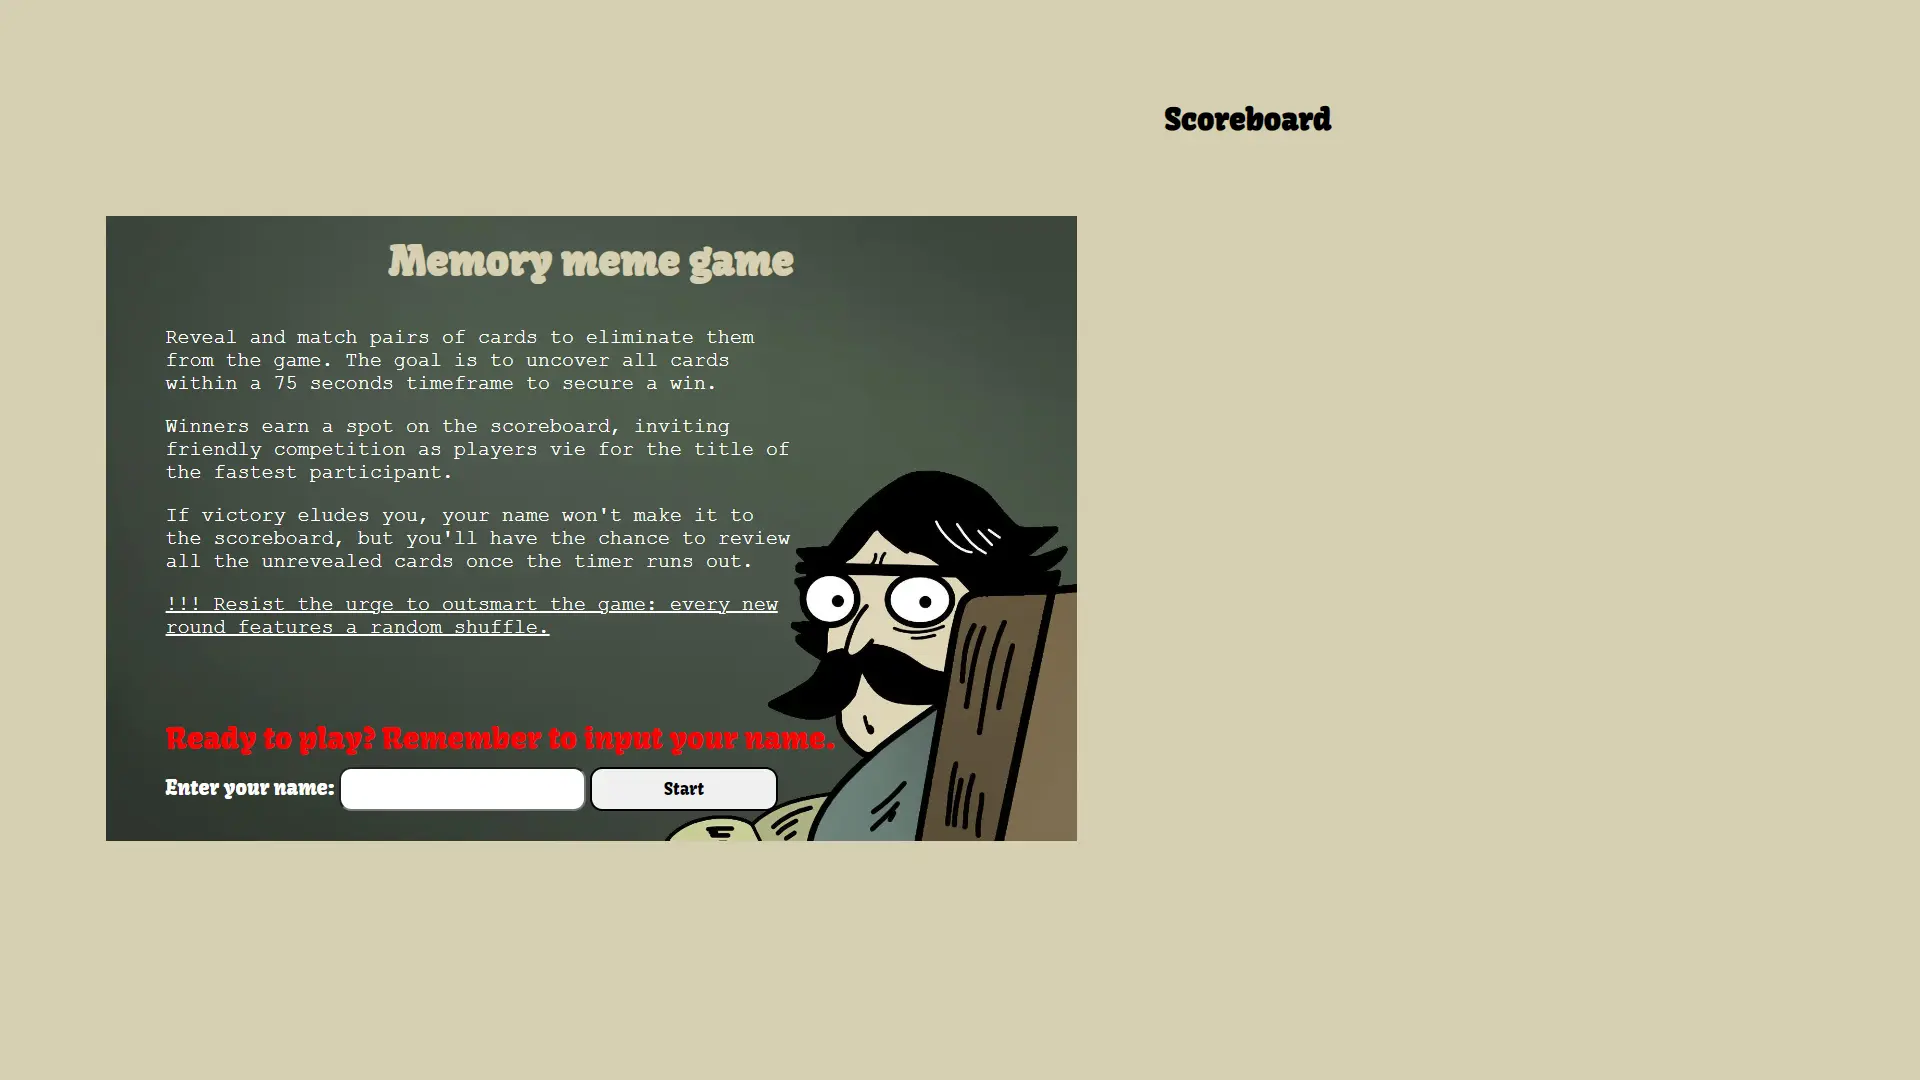 Scoreboard
Memory meme game
Reveal and match pairs of cards to eliminate them
from the game. The goal is to uncover all cards
within a 75 seconds timeframe to secure a win.
Winners earn a spot on the scoreboard, inviting
friendly competition as players vie for the title of
the fastest participant.
If victory eludes you, your name won't make it to
the scoreboard, but you'll have the chance to review
all the unrevealed cards once the timer runs out.
!!! Resist the urge to outsmart the game: every new
round features a random shuffle.
Ready to play? Remember to input your name.
Enter your name: Start